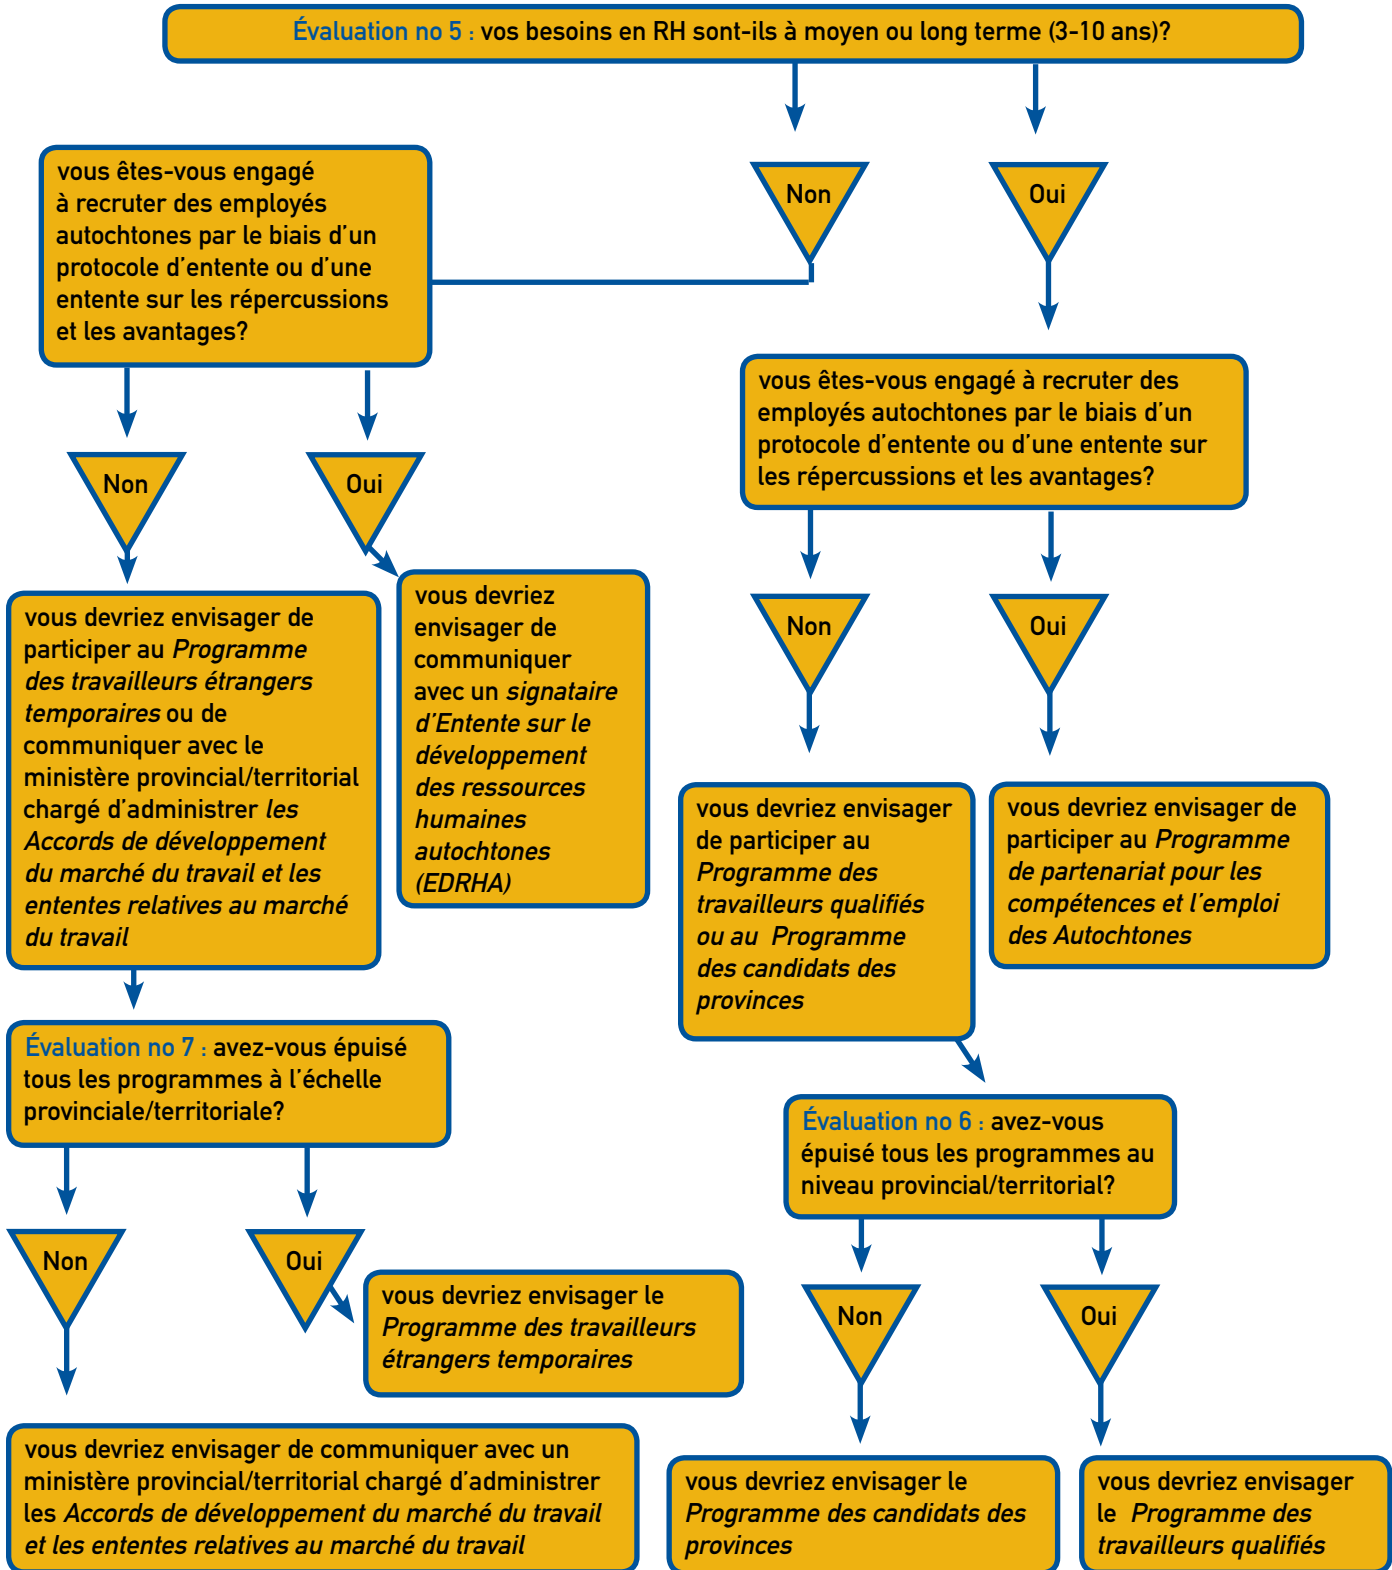 Évaluation no 5 : vos besoins en RH sont-ils à moyen ou long terme (3-10 ans)?
Non
Oui
vous êtes-vous engagé
à recruter des employés
autochtones par le biais d'un
protocole d'entente ou d'une
entente sur les répercussions
et les avantages?
Non
Oui
vous devriez envisager de
participer au Programme
des travailleurs étrangers
temporaires ou de
communiquer avec le
ministère provincial/territorial
chargé d'administrer les
Accords de développement
du marché du travail et les
ententes relatives au marché
du travail
vous devriez
envisager de
communiquer
avec un signataire
d'Entente sur le
développement
des ressources
humaines
autochtones
(EDRHA)
Évaluation no 7 : avez-vous épuisé
tous les programmes à l'échelle
provinciale/territoriale?
Non
Oui
vous devriez envisager le
Programme des travailleurs
étrangers temporaires
vous devriez envisager de communiquer avec un
ministère provincial/territorial chargé d'administrer
les Accords de développement du marché du travail
et les ententes relatives au marché du travail
vous êtes-vous engagé à recruter des
employés autochtones par le biais d'un
protocole d'entente ou d'une entente sur
les répercussions et les avantages?
Non
Oui
vous devriez envisager
de participer au
Programme des
travailleurs qualifiés
ou au Programme
des candidats des
provinces
vous devriez envisager de
participer au Programme
de partenariat pour les
compétences et l'emploi
des Autochtones
Évaluation no 6 : avez-vous
épuisé tous les programmes au
niveau provincial/territorial?
Non
Oui
vous devriez envisager le
Programme des candidats des
provinces
vous devriez envisager
le Programme des
travailleurs qualifiés